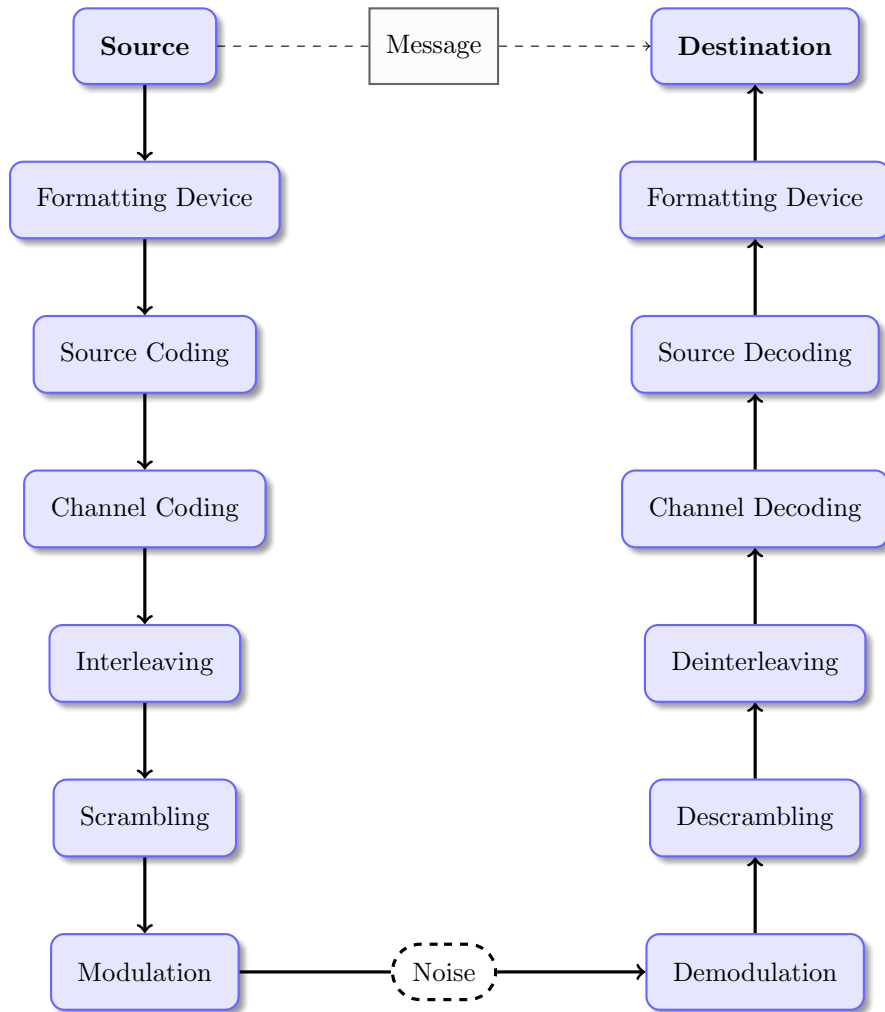 Source
Message
Destination
Formatting Device
Formatting Device
Source Coding
Source Decoding
Channel Coding
Channel Decoding
Interleaving
Deinterleaving
Scrambling
Descrambling
Modulation
Noise
Demodulation